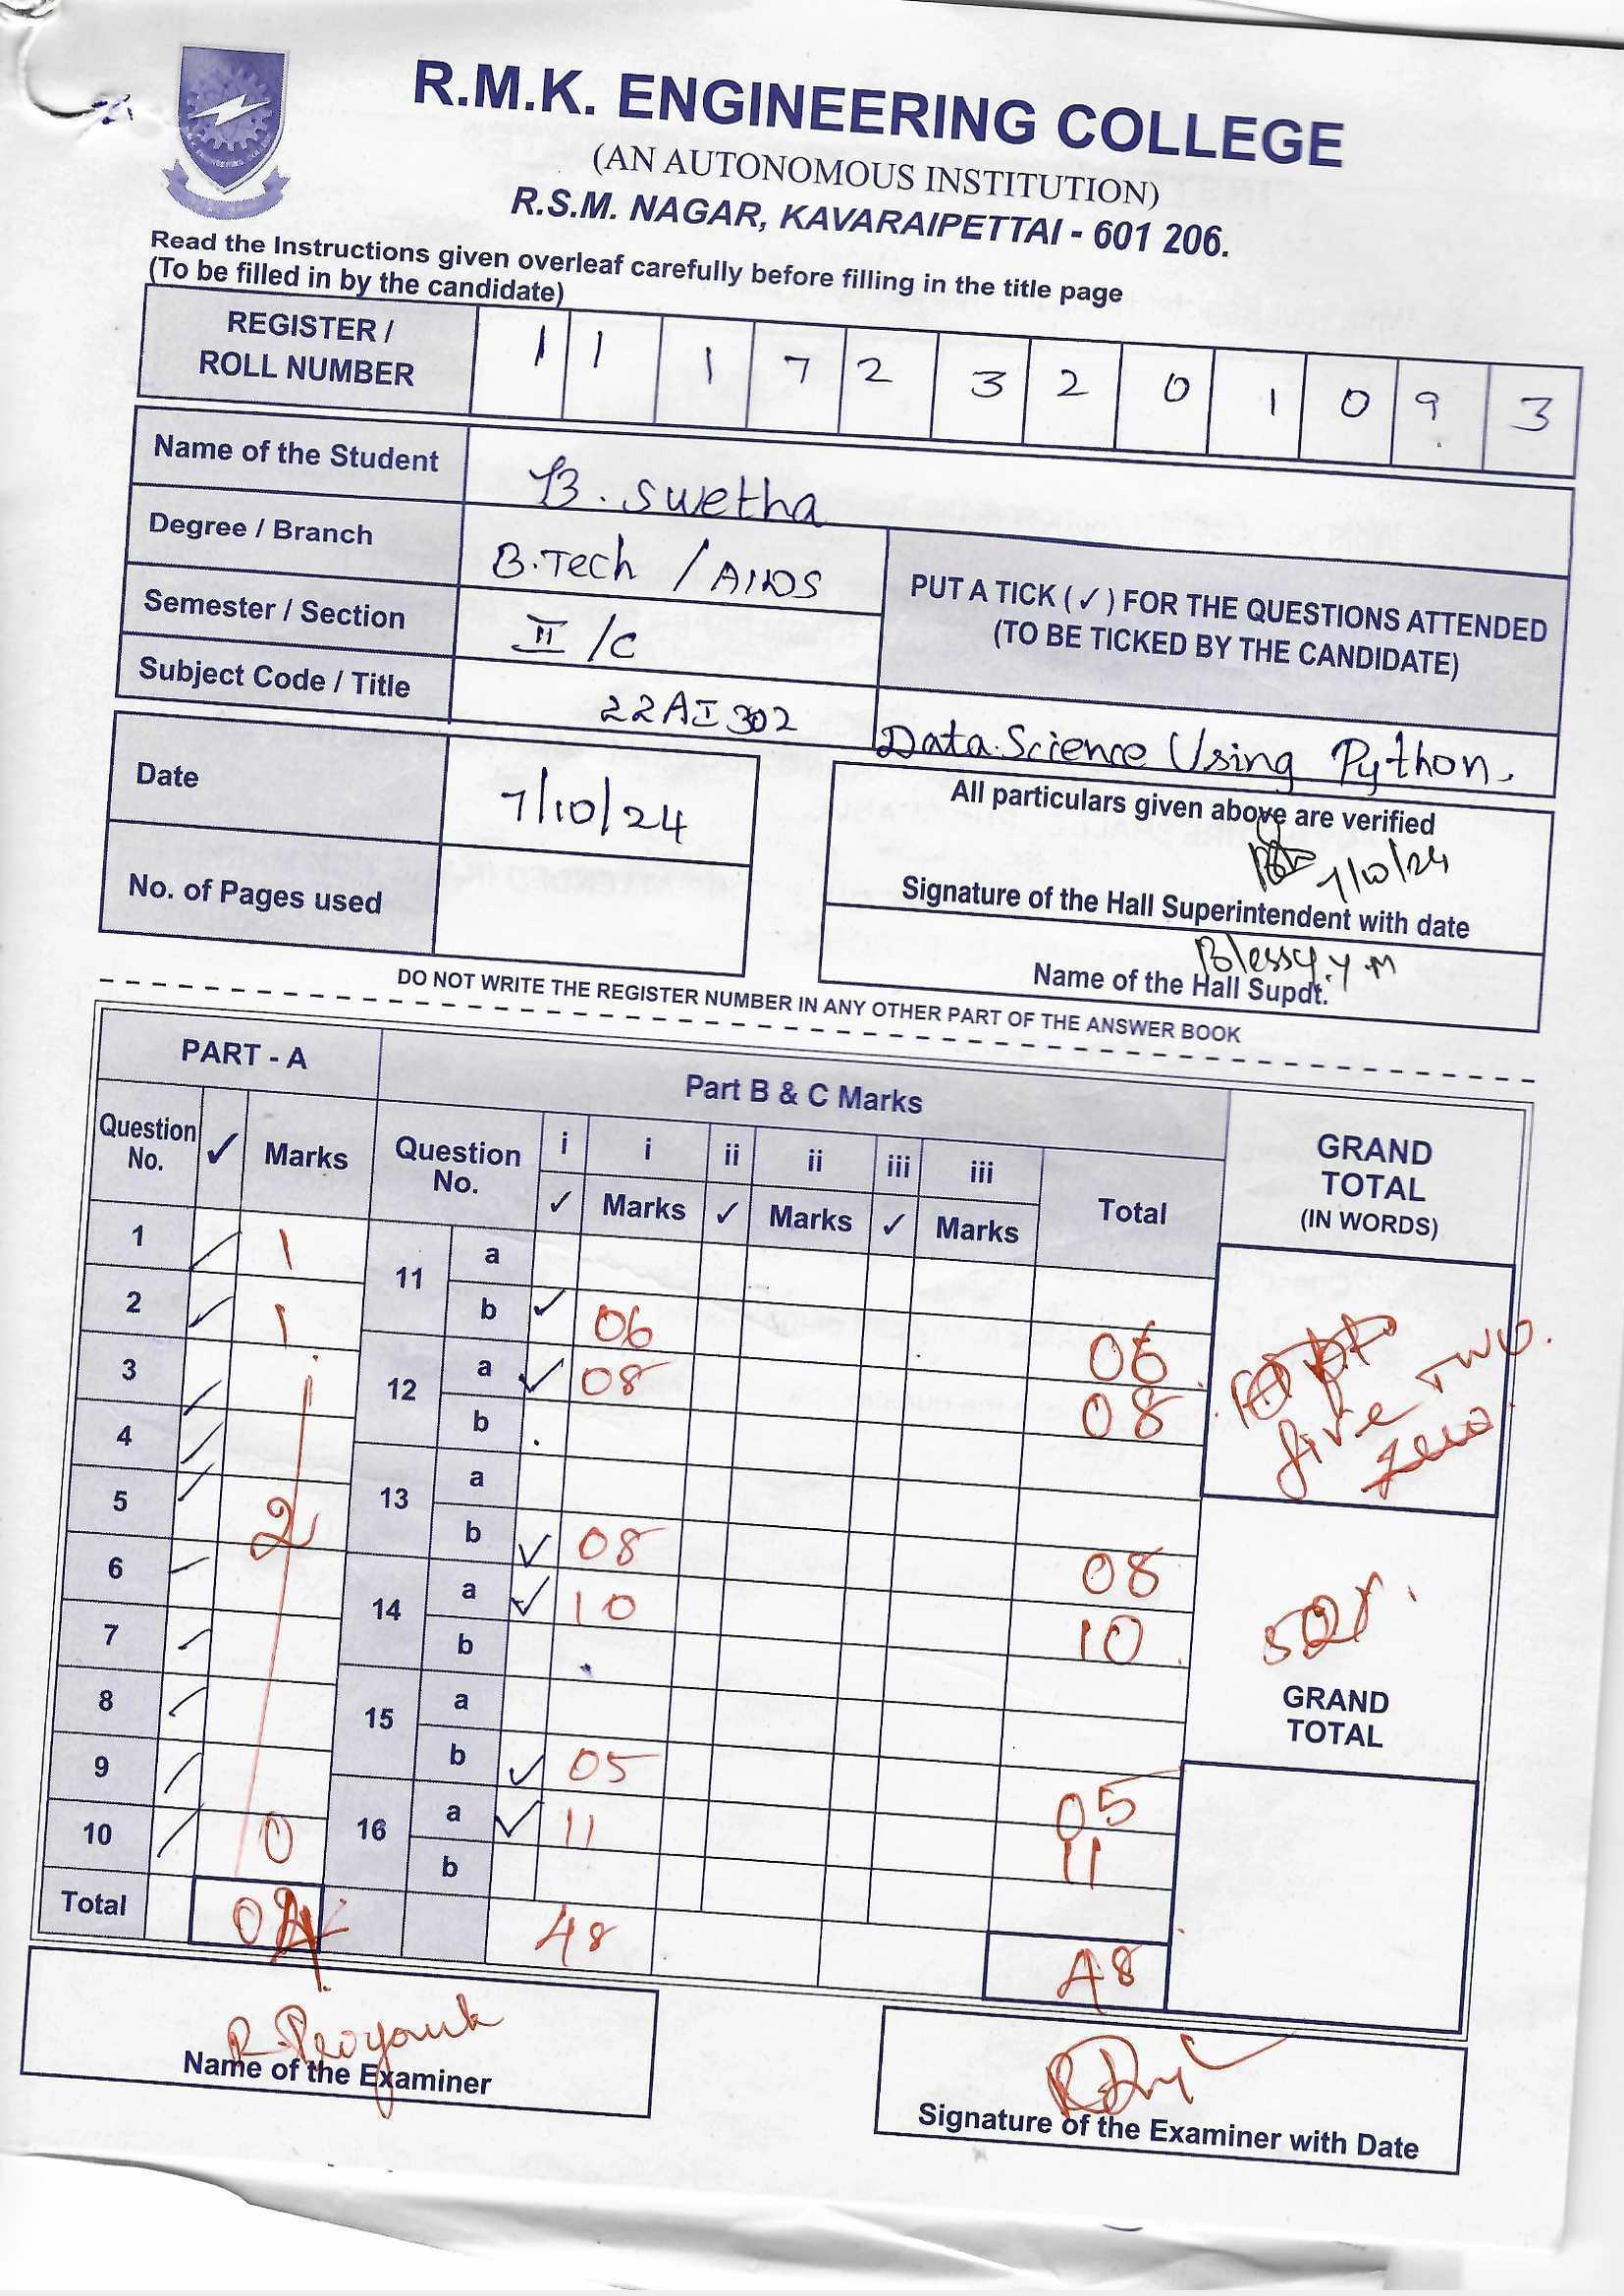 R.M.K. ENGINEERING COLLEGE
(AN AUTONOMOUS INSTITUTION)
R.S.M. NAGAR, KAVARAIPETTAI - 601 206.
Read the Instructions given overleaf carefully before filling in the title page
(To be filled in by the candidate)
REGISTER / ROLL NUMBER 1 1 1 7 2 3 2 0 1 0 9 3
Name of the Student B. Swetha
Degree / Branch B.Tech / AIDS
PUT A TICK (✓) FOR THE QUESTIONS ATTENDED
(TO BE TICKED BY THE CANDIDATE)
Semester / Section II /C
Subject Code / Title 22AI302 Data Science Using Python.
Date 7/10/24
No. of Pages used
All particulars given above are verified
7/10/24
Signature of the Hall Superintendent with date
Blessy.Y.M
Name of the Hall Supdt.
DO NOT WRITE THE REGISTER NUMBER IN ANY OTHER PART OF THE ANSWER BOOK
PART - A Part B & C Marks
Question No. ✓ Marks Question No. i i ii ii iii iii Total GRAND TOTAL (IN WORDS)
✓ Marks ✓ Marks ✓ Marks
1 ✓ 1 11 a
2 ✓ 1 b ✓ 06 06
3 ✓ 1 12 a ✓ 08 08
five two
zero
4 ✓ b
5 ✓ 2 13 a
b ✓ 08 08
6 ✓ 14 a ✓ 10 10
7 ✓ b
GRAND TOTAL
8 ✓ 15 a
9 ✓ b ✓ 05 05
10 ✓ 0 16 a ✓ 11 11
b
Total 48 48
Name of the Examiner
Signature of the Examiner with Date